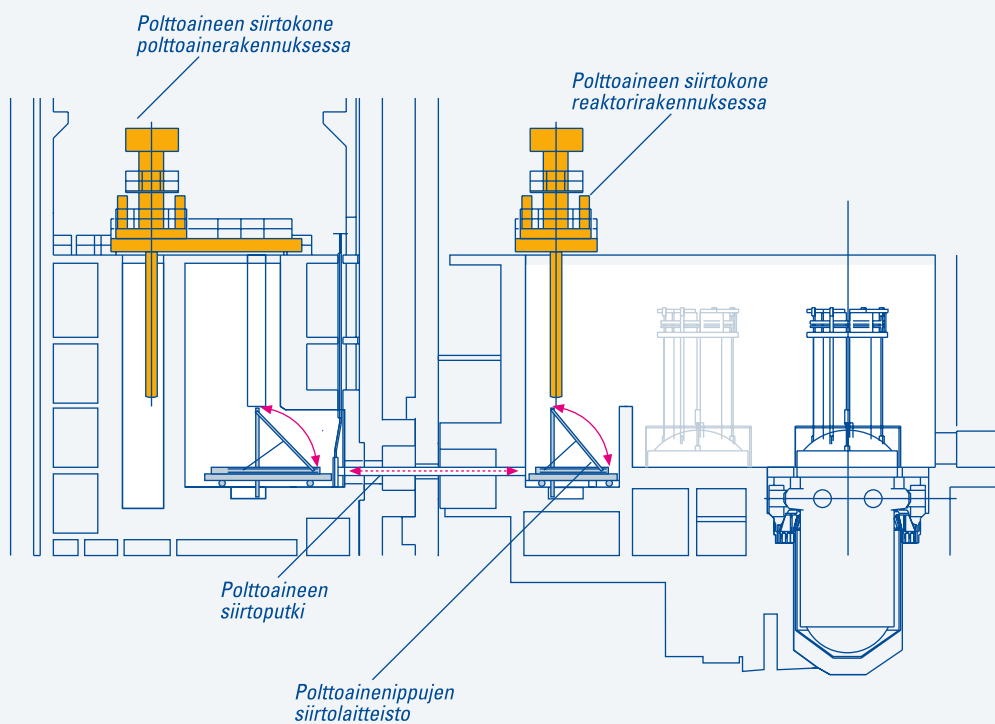 Polttoaineen siirtokone
polttoainerakennuksessa
Polttoaineen siirtokone
reaktorirakennuksessa
Polttoaineen
siirtoputki
Polttoainenippujen
siirtolaitteisto